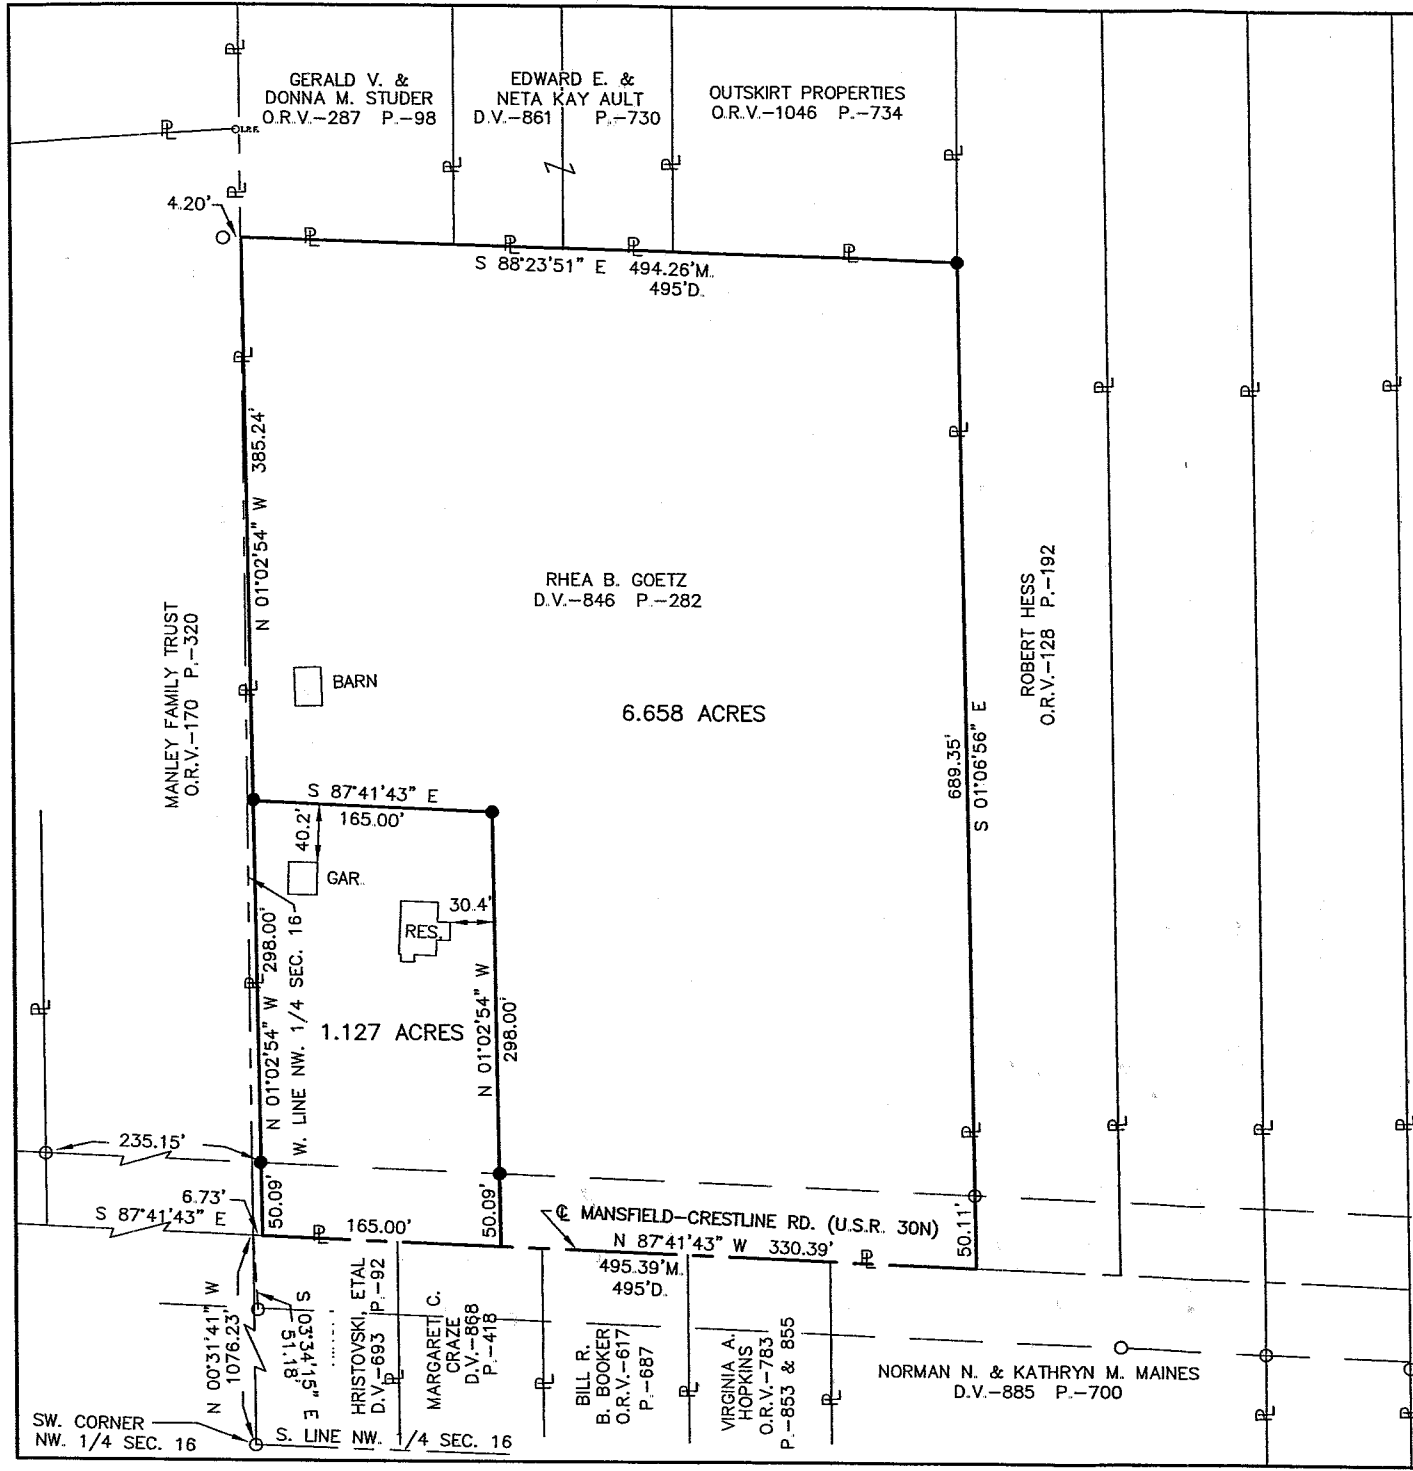 GERALD V. &
DONNA M. STUDER
O.R.V.-287 P.-98
EDWARD E. &
NETA KAY AULT
D.V.-861 P.-730
OUTSKIRT PROPERTIES
O.R.V.-1046 P.-734
I.P.F.
4.20'
S 88°23'51" E 494.26'M.
495'D.
N 01°02'54" W 385.24'
RHEA B. GOETZ
D.V.-846 P.-282
ROBERT HESS
O.R.V.-128 P.-192
MANLEY FAMILY TRUST
O.R.V.-170 P.-320
BARN
6.658 ACRES
689.35'
S 01°06'56" E
S 87°41'43" E
165.00'
40.2'
GAR.
RES.
30.4'
N 01°02'54" W 298.00'
W. LINE NW. 1/4 SEC. 16
1.127 ACRES
N 01°02'54" W
298.00'
235.15'
6.73'
S 87°41'43" E
50.09'
165.00'
50.09'
℄ MANSFIELD-CRESTLINE RD. (U.S.R. 30N)
N 87°41'43" W 330.39'
50.11'
495.39'M.
495'D.
N 00°31'41" W
1076.23'
S 03°34'15" E
51.18'
HRISTOVSKI, ETAL
D.V.-693 P.-92
MARGARET C.
CRAZE
D.V.-868
P.-418
BILL R.
B. BOOKER
O.R.V.-617
P.-687
VIRGINIA A.
HOPKINS
O.R.V.-783
P.-853 & 855
NORMAN N. & KATHRYN M. MAINES
D.V.-885 P.-700
SW. CORNER
NW. 1/4 SEC. 16
S. LINE NW. 1/4 SEC. 16